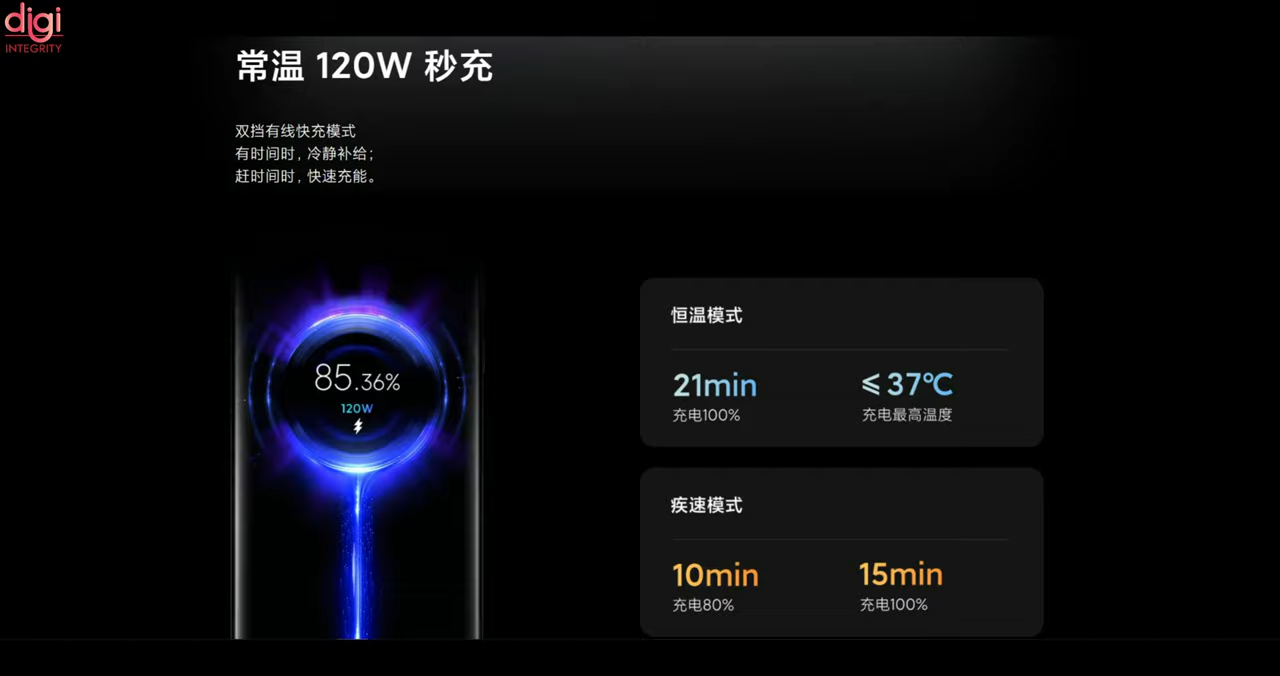 digi
INTEGRITY
常温 120W 秒充
双挡有线快充模式
有时间时，冷静补给；
赶时间时，快速充能。
85.36%
120W
恒温模式
21min
充电100%
≤37℃
充电最高温度
疾速模式
10min
充电80%
15min
充电100%